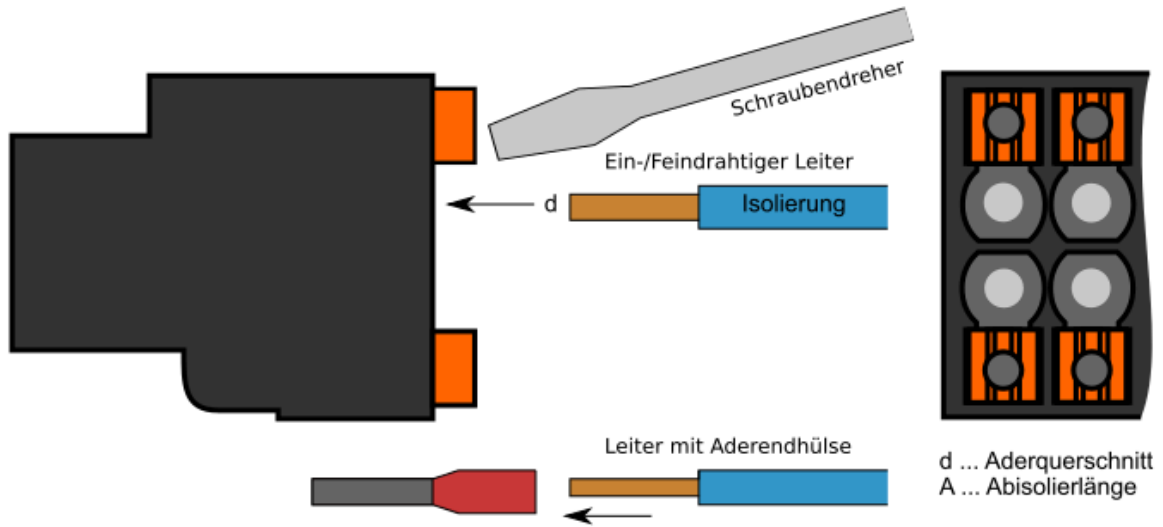 Schraubendreher
Ein-/Feindrahtiger Leiter
d
Isolierung
Leiter mit Aderendhülse
d ... Aderquerschnitt
A ... Abisolierlänge